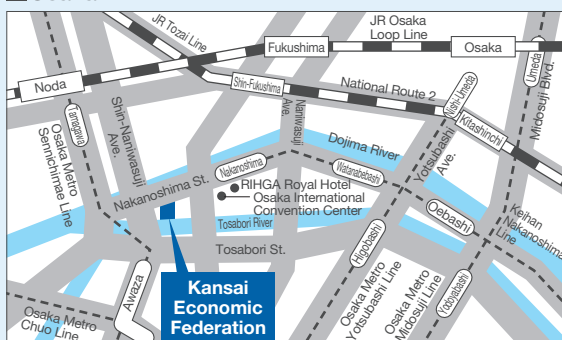 JR Tozai Line
JR Osaka
Loop Line
Fukushima
Osaka
Noda
Shin-Fukushima
National Route 2
Nishi-Umeda
Umeda
Midosuji Blvd.
Kitashinchi
Tamagawa
Osaka Metro
Sennichimae Line
Shin-Naniwasuji
Ave.
Naniwasuji
Ave.
Dojima River
Yotsubashi
Ave.
Nakanoshima St.
Nakanoshima
Watanabebashi
Oebashi
Keihan
Nakanoshima
Line
RIHGA Royal Hotel
Osaka International
Convention Center
Tosabori River
Tosabori St.
Higobashi
Yodoyabashi
Awaza
Kansai
Economic
Federation
Osaka Metro
Yotsubashi Line
Osaka Metro
Midosuji Line
Osaka Metro
Chuo Line